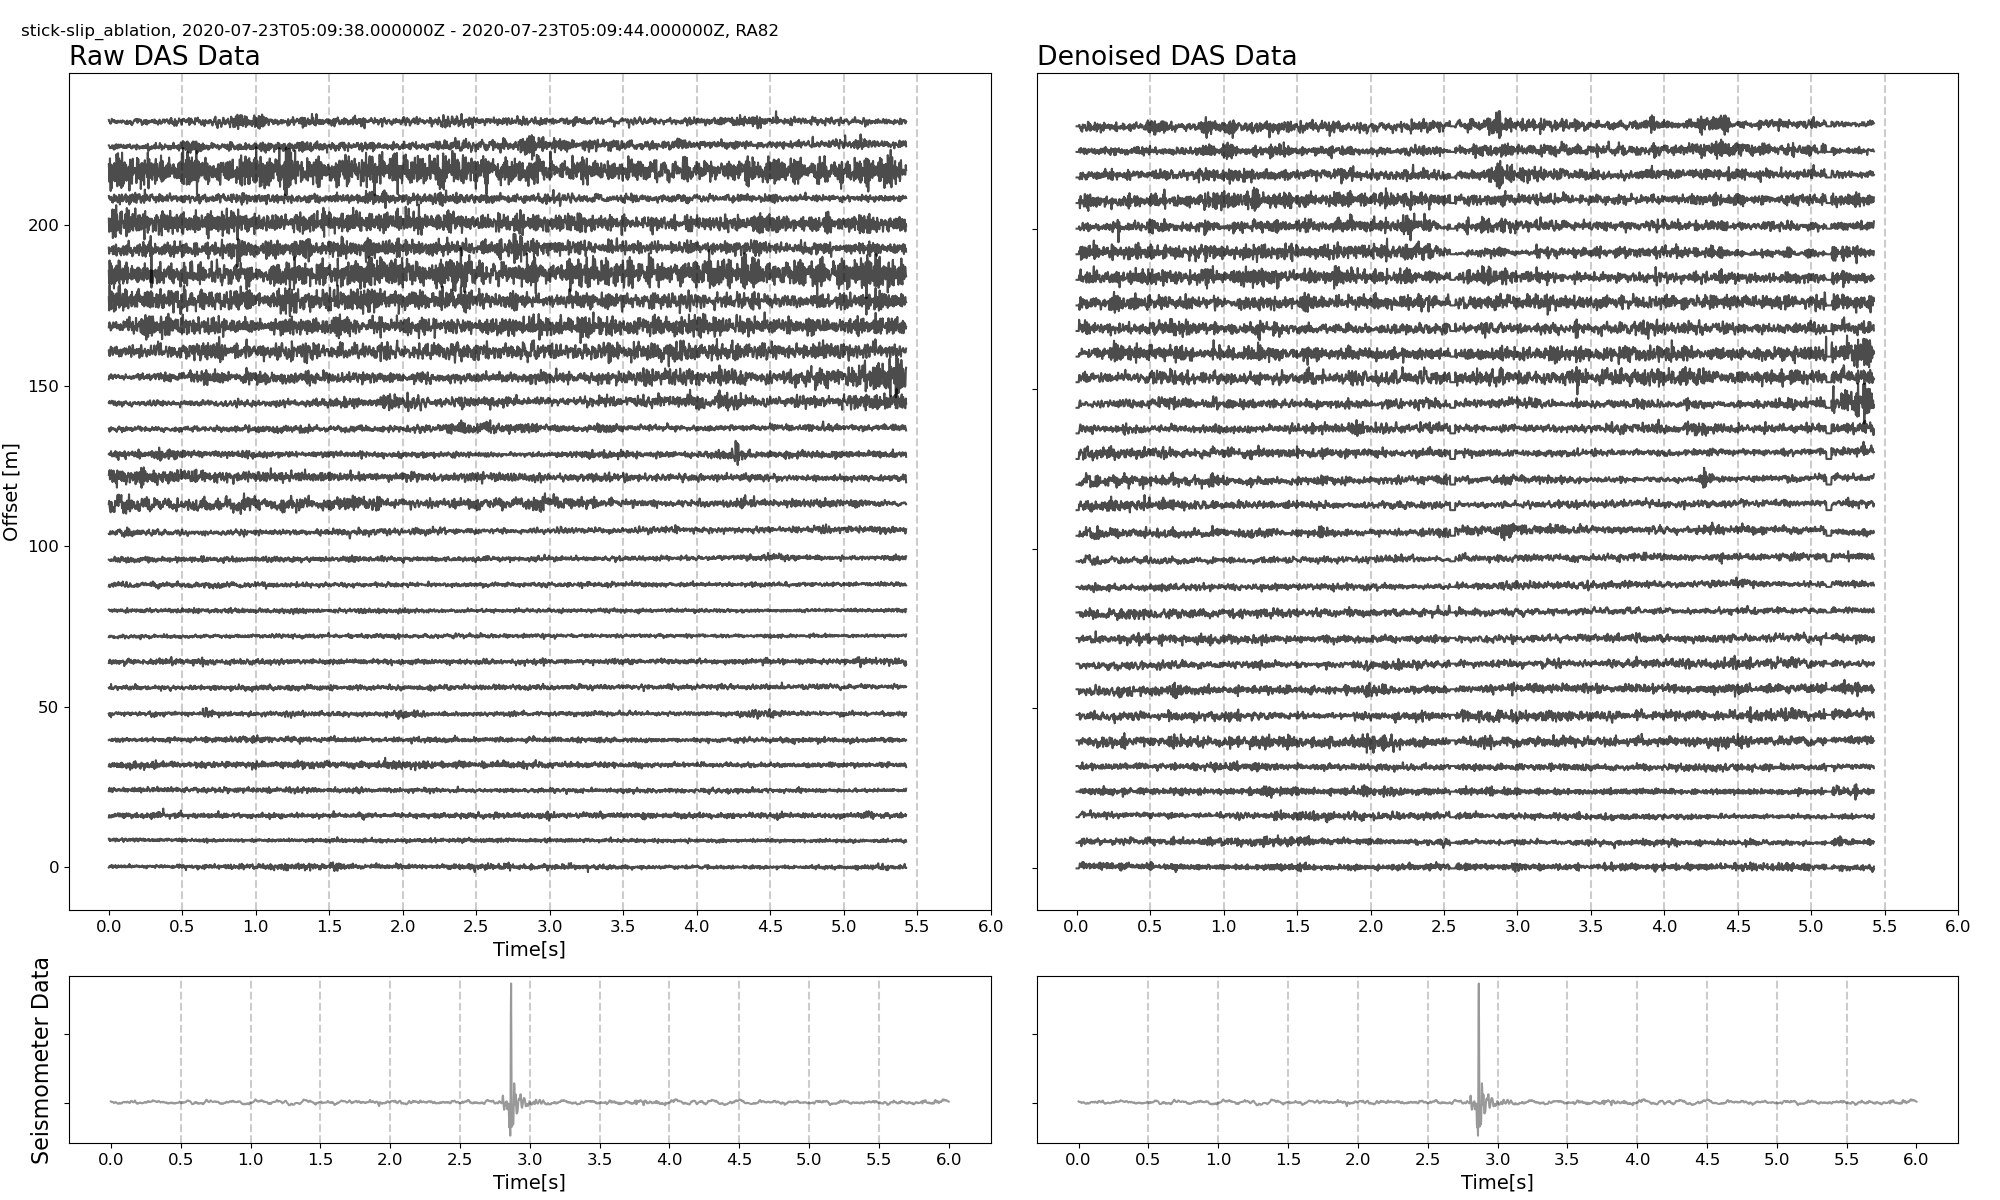 stick-slip_ablation, 2020-07-23T05:09:38.000000Z - 2020-07-23T05:09:44.000000Z, RA82
Raw DAS Data
Denoised DAS Data
Offset [m]
200
150
100
50
0
0.0 0.5 1.0 1.5 2.0 2.5 3.0 3.5 4.0 4.5 5.0 5.5 6.0
Time[s]
0.0 0.5 1.0 1.5 2.0 2.5 3.0 3.5 4.0 4.5 5.0 5.5 6.0
Seismometer Data
0.0 0.5 1.0 1.5 2.0 2.5 3.0 3.5 4.0 4.5 5.0 5.5 6.0
Time[s]
0.0 0.5 1.0 1.5 2.0 2.5 3.0 3.5 4.0 4.5 5.0 5.5 6.0
Time[s]